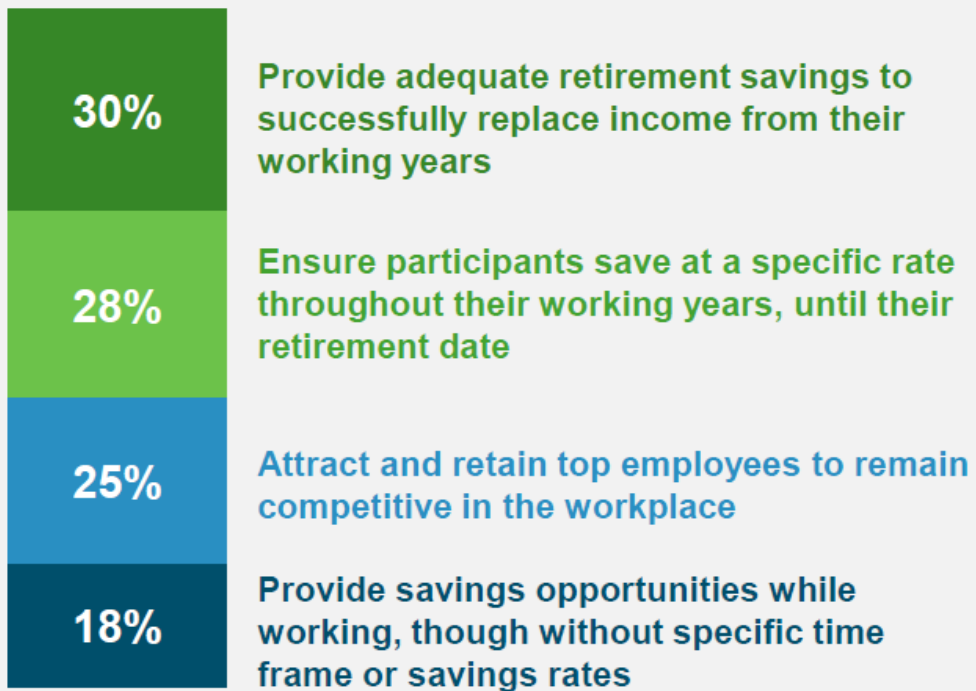 30%
Provide adequate retirement savings to
successfully replace income from their
working years
28%
Ensure participants save at a specific rate
throughout their working years, until their
retirement date
25%
Attract and retain top employees to remain
competitive in the workplace
18%
Provide savings opportunities while
working, though without specific time
frame or savings rates